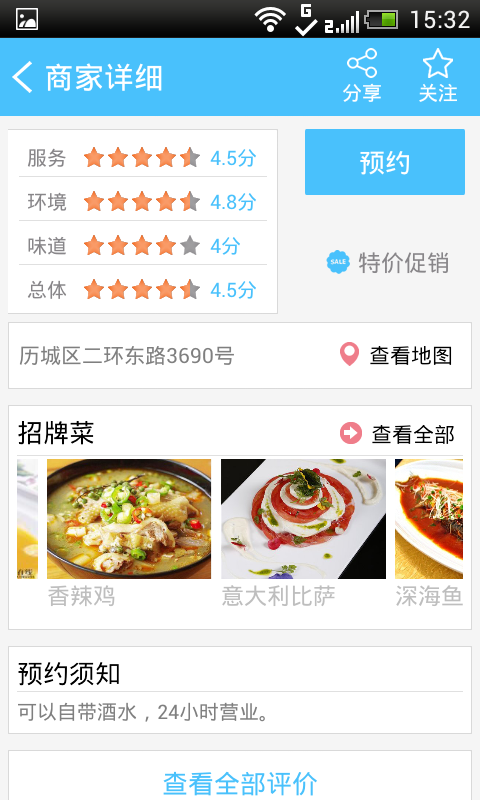 G 15:32
商家详细
分享
关注
服务 4.5分
环境 4.8分
味道 4分
总体 4.5分
预约
SALE 特价促销
历城区二环东路3690号 查看地图
招牌菜 查看全部
香辣鸡 意大利比萨 深海鱼
预约须知
可以自带酒水，24小时营业。
查看全部评价